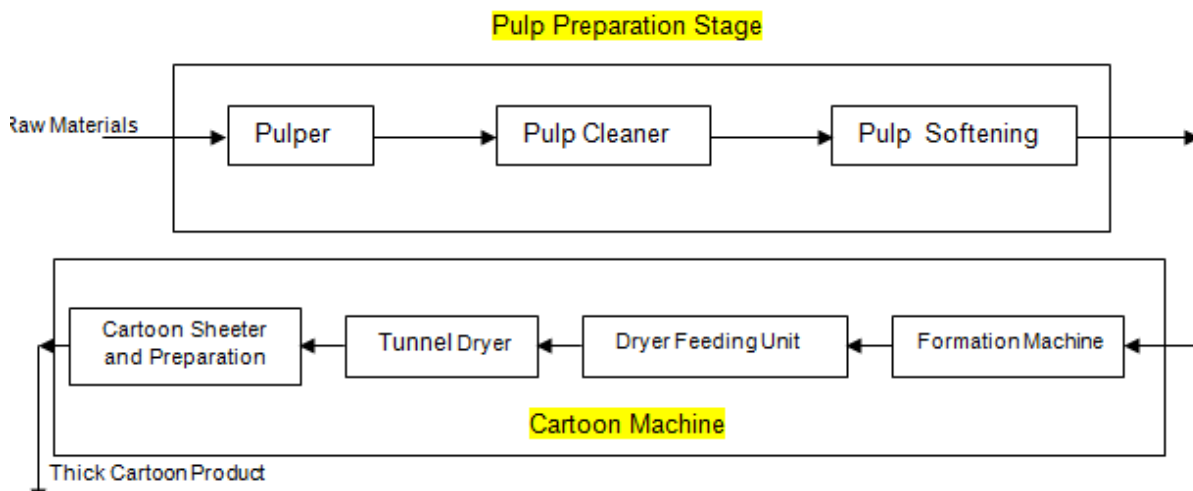 Pulp Preparation Stage
Raw Materials
Pulper
Pulp Cleaner
Pulp Softening
Cartoon Sheeter
and Preparation
Tunnel Dryer
Dryer Feeding Unit
Formation Machine
Cartoon Machine
Thick Cartoon Product